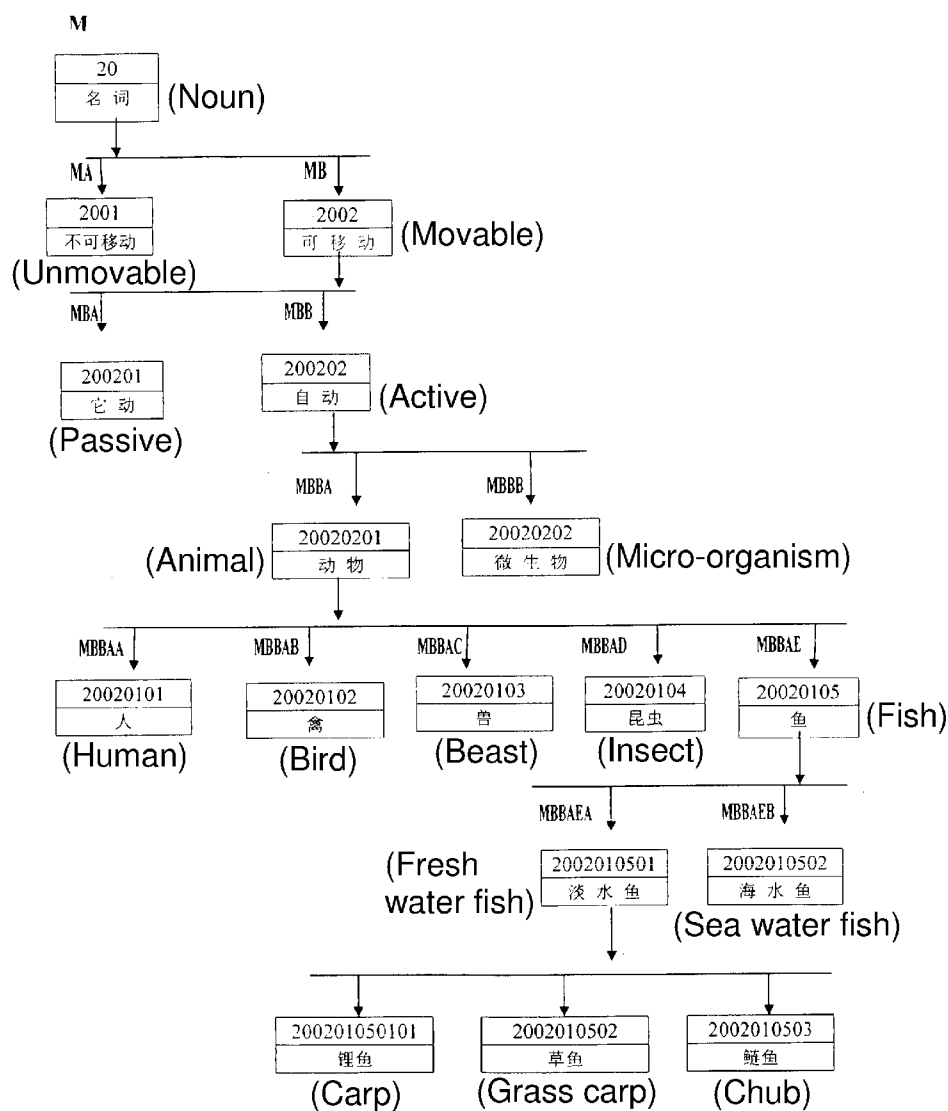 M
20
名词
(Noun)
MA
MB
2001
不可移动
(Unmovable)
2002
可移动
(Movable)
MBA
MBB
200201
它动
(Passive)
200202
自动
(Active)
MBBA
MBBB
(Animal)
20020201
动物
20020202
微生物
(Micro-organism)
MBBAA
MBBAB
MBBAC
MBBAD
MBBAE
20020101
人
(Human)
20020102
禽
(Bird)
20020103
兽
(Beast)
20020104
昆虫
(Insect)
20020105
鱼
(Fish)
MBBAEA
MBBAEB
(Fresh
water fish)
2002010501
淡水鱼
2002010502
海水鱼
(Sea water fish)
200201050101
锂鱼
(Carp)
2002010502
草鱼
(Grass carp)
2002010503
鲢鱼
(Chub)